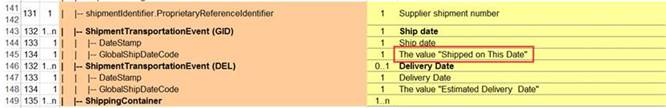 141
142 131 1 |-- shipmentIdentifier.ProprietaryReferenceIdentifier 1 Supplier shipment number
143 132 1..n |-- ShipmentTransportationEvent (GID) 1 Ship date
144 133 1 | |-- DateStamp 1 Ship date
145 134 1 | |-- GlobalShipDateCode 1 The value "Shipped on This Date"
146 132 1..n |-- ShipmentTransportationEvent (DEL) 0..1 Delivery Date
147 133 1 | |-- DateStamp 1 Delivery Date
148 134 1 | |-- GlobalShipDateCode 1 The value "Estimated Delivery Date"
149 135 1..n |-- ShippingContainer 1..n